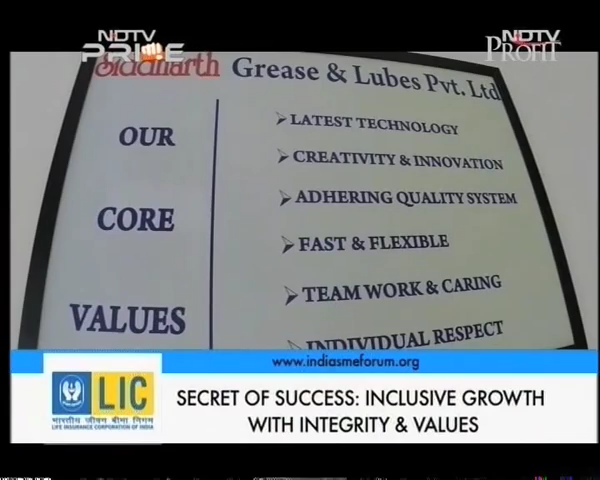 NDTV
PRIME
NDTV
PROFIT
Siddharth Grease & Lubes Pvt. Ltd
OUR
CORE
VALUES
LATEST TECHNOLOGY
CREATIVITY & INNOVATION
ADHERING QUALITY SYSTEM
FAST & FLEXIBLE
TEAM WORK & CARING
INDIVIDUAL RESPECT
www.indiasmeforum.org
LIC
भारतीय जीवन बीमा निगम
LIFE INSURANCE CORPORATION OF INDIA
SECRET OF SUCCESS: INCLUSIVE GROWTH
WITH INTEGRITY & VALUES